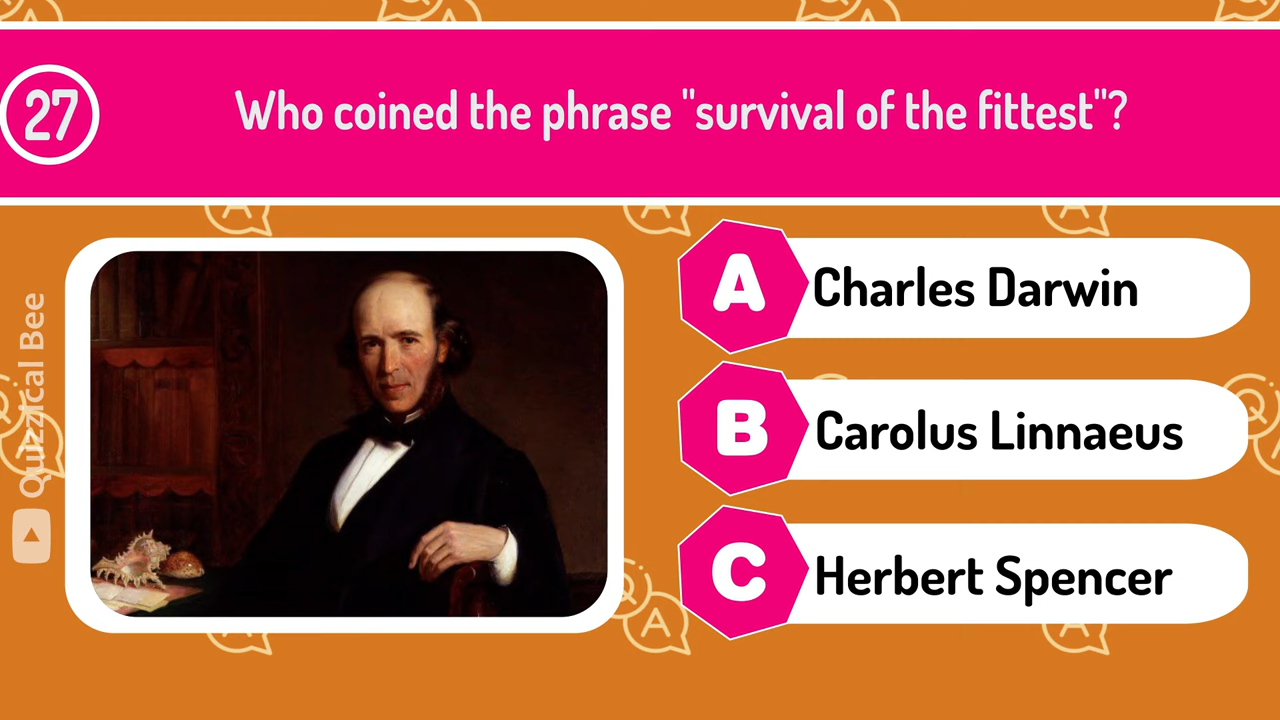 27
Who coined the phrase "survival of the fittest"?
A
Charles Darwin
B
Carolus Linnaeus
C
Herbert Spencer
Quizzical Bee